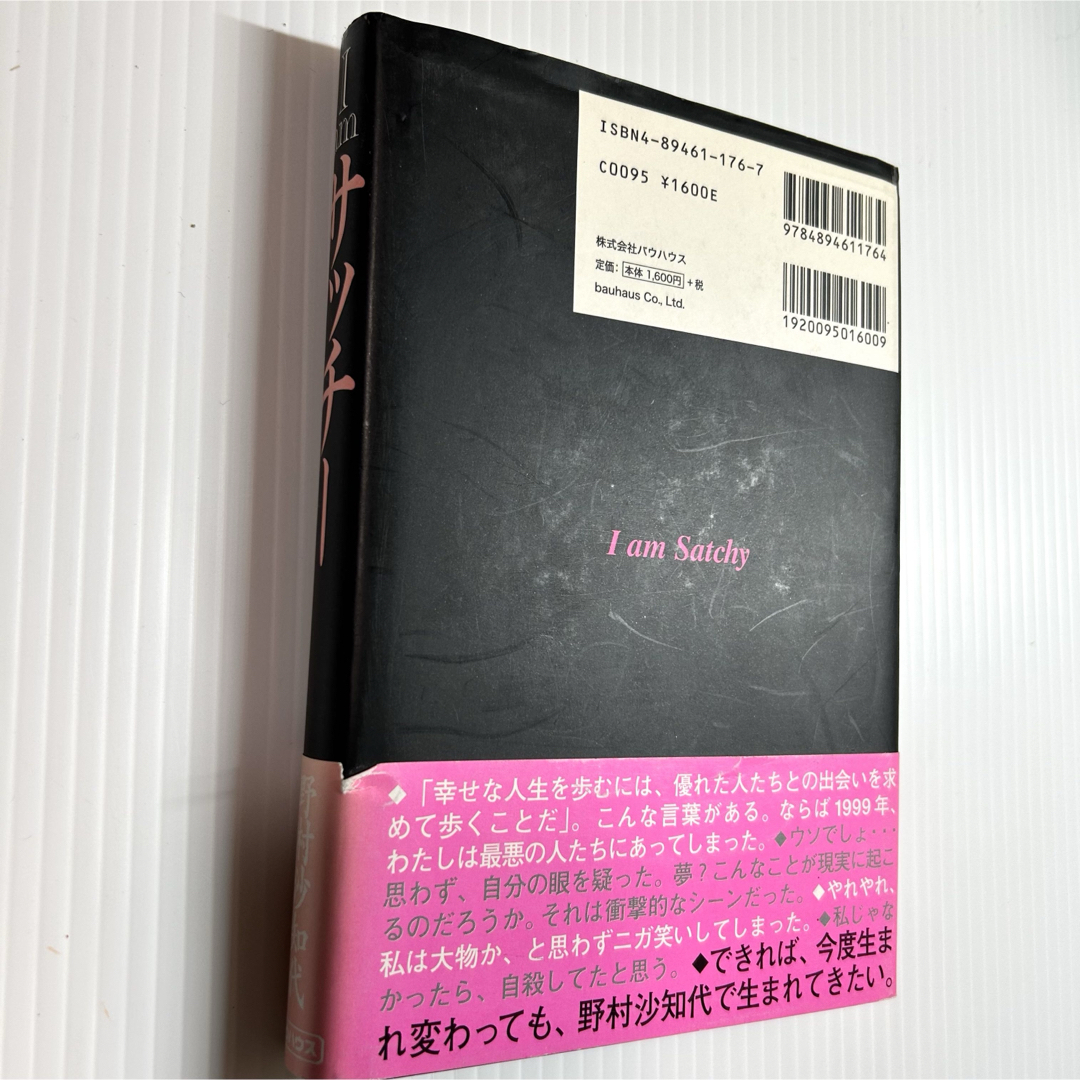 I
am
サッチー
野村沙知代
ISBN4-89461-176-7
C0095 ¥1600E
9784894611764
株式会社バウハウス
定価: 本体 1,600円 +税
bauhaus Co., Ltd.
1920095016009
I am Satchy
◆「幸せな人生を歩むには、優れた人たちとの出会いを求
めて歩くことだ」。こんな言葉がある。ならば1999年、
わたしは最悪の人たちにあってしまった。◆ウソでしょ・・・
思わず、自分の眼を疑った。夢?こんなことが現実に起こ
るのだろうか。それは衝撃的なシーンだった。◆やれやれ、
私は大物か、と思わずニガ笑いしてしまった。◆私じゃな
かったら、自殺してたと思う。◆できれば、今度生ま
れ変わっても、野村沙知代で生まれてきたい。